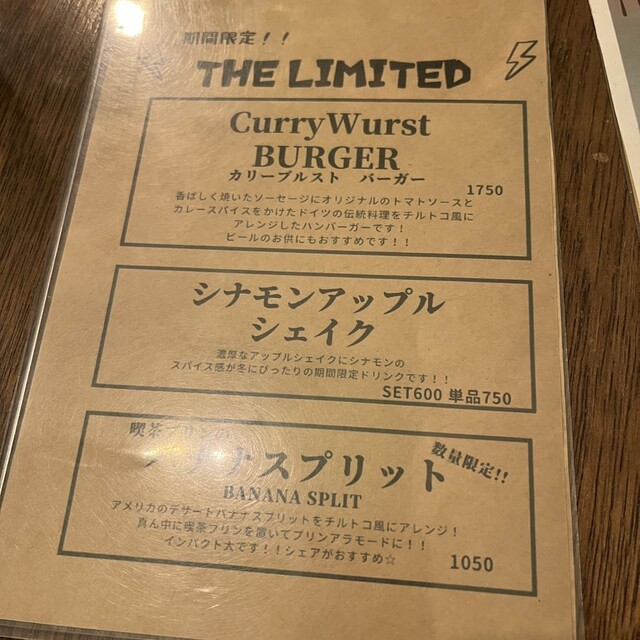 期間限定！！
THE LIMITED
CurryWurst
BURGER
カリーブルスト　バーガー
1750
香ばしく焼いたソーセージにオリジナルのトマトソースと
カレースパイスをかけたドイツの伝統料理をチルトコ風に
アレンジしたハンバーガーです！
ビールのお供にもおすすめです！！
シナモンアップル
シェイク
濃厚なアップルシェイクにシナモンの
スパイス感が冬にぴったりの期間限定ドリンクです！！
SET600 単品750
喫茶プリン
ナスプリット
数量限定!!
BANANA SPLIT
アメリカのデザートバナナスプリットをチルトコ風にアレンジ！
真ん中に喫茶プリンを置いてプリンアラモードに！！
インパクト大です！！シェアがおすすめ☆
1050